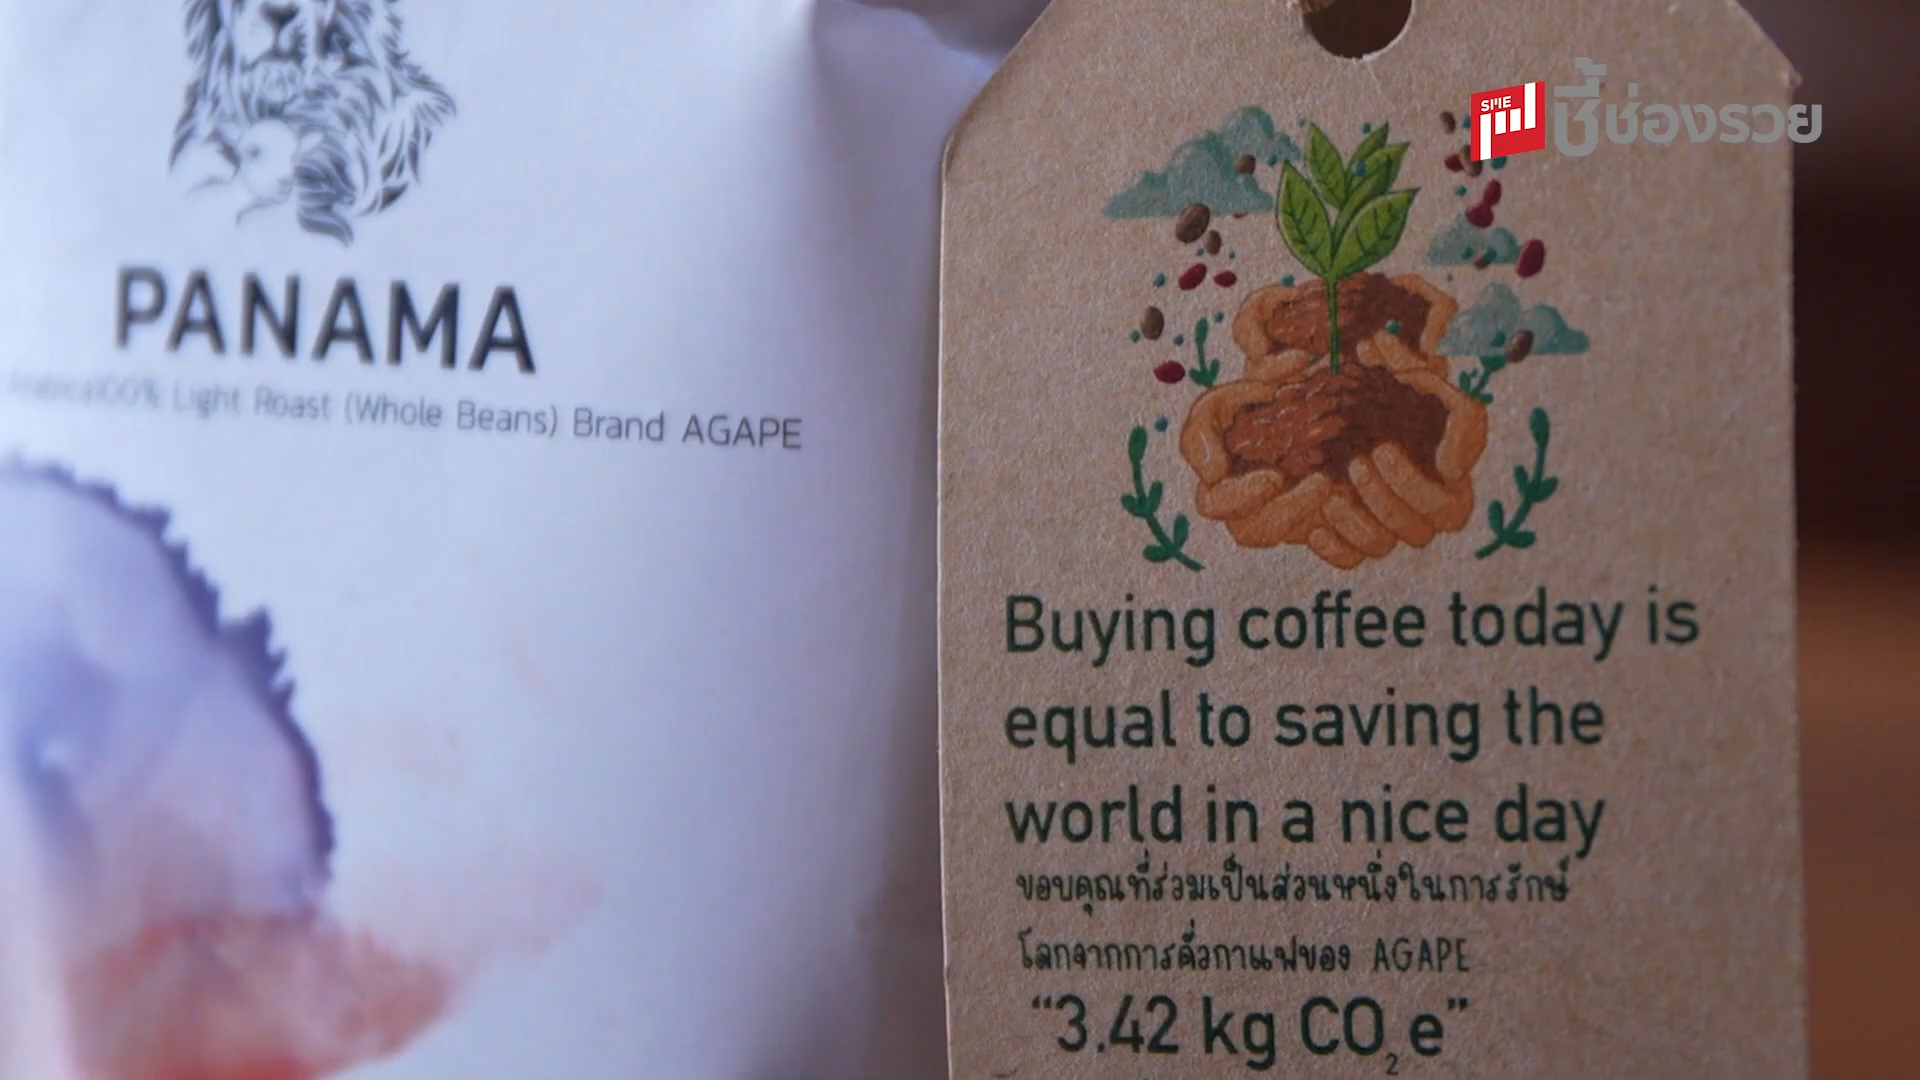 PANAMA
Arabica100% Light Roast (Whole Beans) Brand AGAPE
SME ชี้ช่องรวย
Buying coffee today is
equal to saving the
world in a nice day
ขอบคุณที่ร่วมเป็นส่วนหนึ่งในการรักษ์
โลกจากการคั่วกาแฟของ AGAPE
“3.42 kg CO₂e”